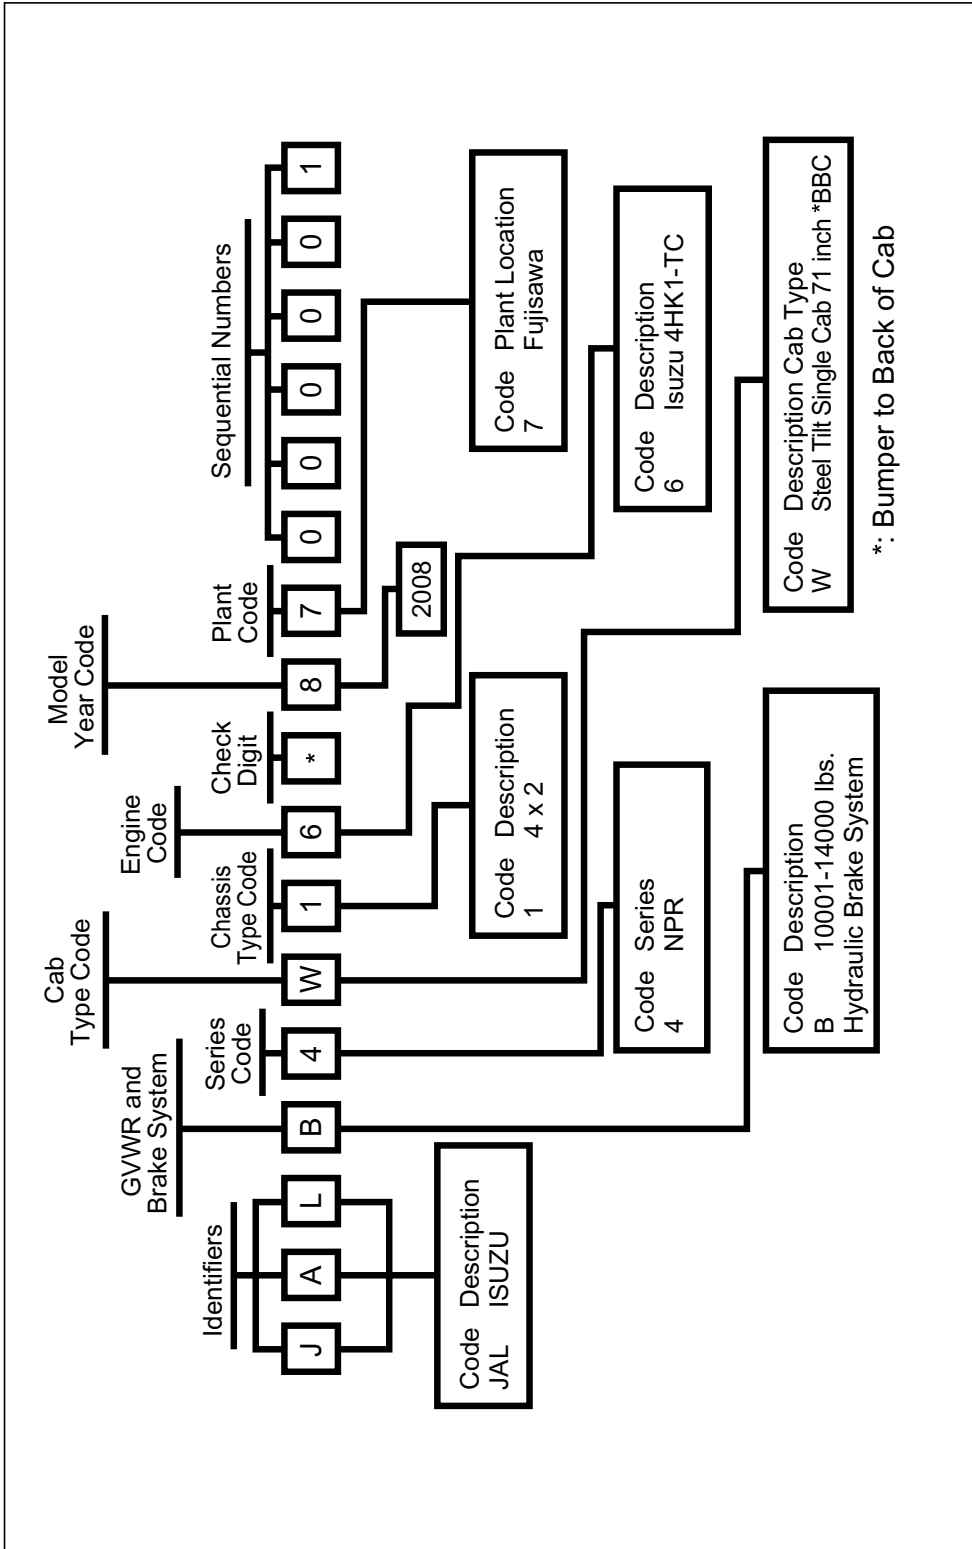 Identifiers
GVWR and
Brake System
Series
Code
Cab
Type Code
Chassis
Type Code
Engine
Code
Check
Digit
Model
Year Code
Plant
Code
Sequential Numbers
J A L B 4 W 1 6 * 8 7 0 0 0 0 0 1
Code Description
JAL ISUZU
Code Series
4 NPR
Code Description
1 4 x 2
2008
Code Plant Location
7 Fujisawa
Code Description
6 Isuzu 4HK1-TC
Code Description
B 10001-14000 lbs.
Hydraulic Brake System
Code Description Cab Type
W Steel Tilt Single Cab 71 inch *BBC
*: Bumper to Back of Cab